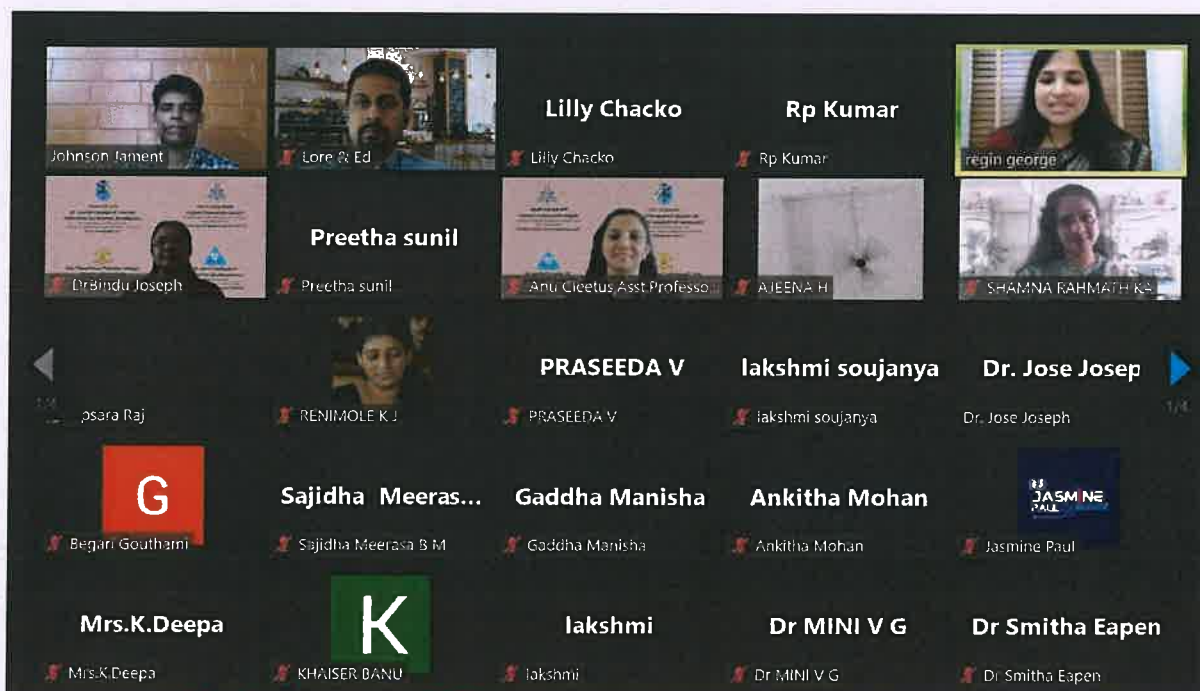 Lilly Chacko
Rp Kumar
Johnson Jament
Lore & Ed
Lilly Chacko
Rp Kumar
regin george
Preetha sunil
DrBindu Joseph
Preetha sunil
Anu Cleetus Asst.Professo...
AJEENA H
SHAMNA RAHMATH KA
PRASEEDA V
lakshmi soujanya
Dr. Jose Josep
psara Raj
RENIMOLE K J
PRASEEDA V
lakshmi soujanya
Dr. Jose Joseph
1/4
G
Sajidha Meeras...
Gaddha Manisha
Ankitha Mohan
JASMINE
PAUL
Begari Gouthami
Sajidha Meerasa B M
Gaddha Manisha
Ankitha Mohan
Jasmine Paul
Mrs.K.Deepa
K
lakshmi
Dr MINI V G
Dr Smitha Eapen
Mrs.K.Deepa
KHAISER BANU
lakshmi
Dr MINI V G
Dr Smitha Eapen